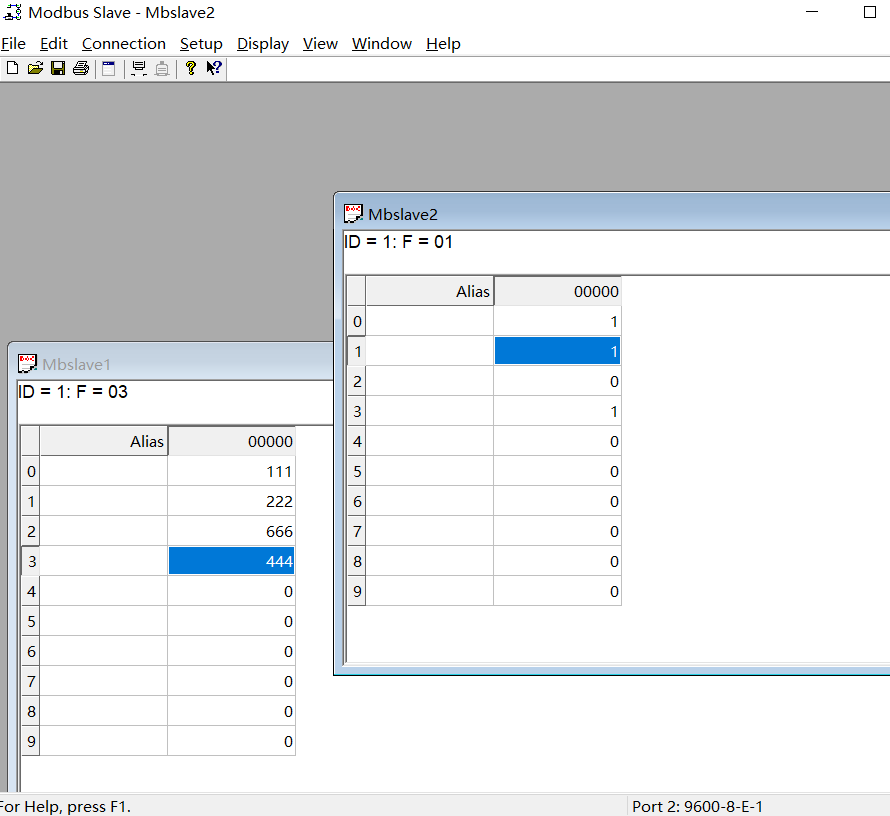 Modbus Slave - Mbslave2
File Edit Connection Setup Display View Window Help
Mbslave2
ID = 1: F = 01
Alias 00000
0 1
1 1
2 0
3 1
4 0
5 0
6 0
7 0
8 0
9 0
Mbslave1
ID = 1: F = 03
Alias 00000
0 111
1 222
2 666
3 444
4 0
5 0
6 0
7 0
8 0
9 0
For Help, press F1.
Port 2: 9600-8-E-1